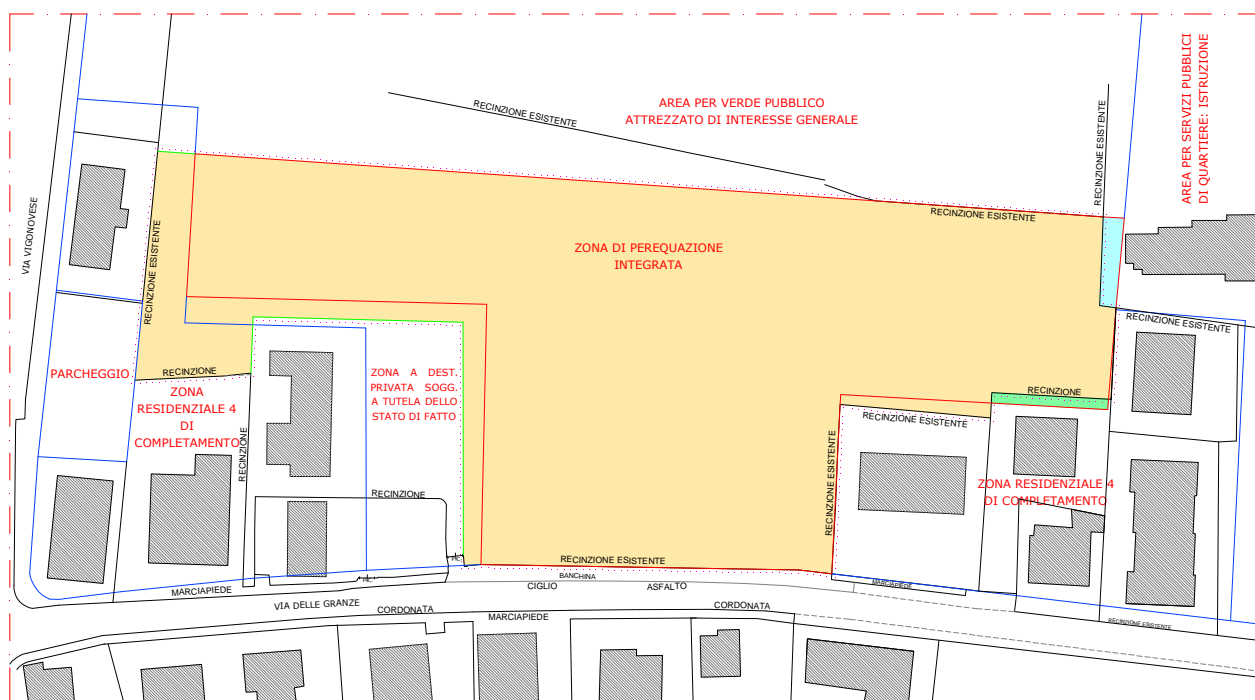 RECINZIONE ESISTENTE
AREA PER VERDE PUBBLICO
ATTREZZATO DI INTERESSE GENERALE
RECINZIONE ESISTENTE
AREA PER SERVIZI PUBBLICI
DI QUARTIERE: ISTRUZIONE
VIA VIGONOVESE
RECINZIONE ESISTENTE
ZONA DI PEREQUAZIONE
INTEGRATA
RECINZIONE ESISTENTE
RECINZIONE ESISTENTE
PARCHEGGIO
RECINZIONE
ZONA
RESIDENZIALE 4
DI
COMPLETAMENTO
RECINZIONE
ZONA A DEST.
PRIVATA SOGG.
A TUTELA DELLO
STATO DI FATTO
RECINZIONE
RECINZIONE ESISTENTE
RECINZIONE ESISTENTE
RECINZIONE
ZONA RESIDENZIALE 4
DI COMPLETAMENTO
RECINZIONE ESISTENTE
BANCHINA
CIGLIO
ASFALTO
MARCIAPIEDE
MARCIAPIEDE
VIA DELLE GRANZE
CORDONATA
MARCIAPIEDE
CORDONATA
RECINZIONE ESISTENTE